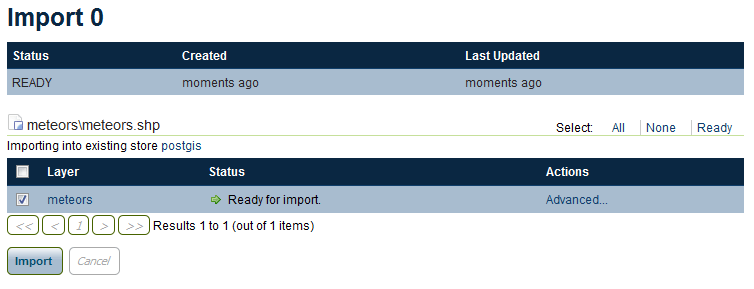 Import 0
Status Created Last Updated
READY moments ago moments ago
meteors\meteors.shp Select: All None Ready
Importing into existing store postgis
Layer Status Actions
meteors Ready for import. Advanced...
<< < 1 > >> Results 1 to 1 (out of 1 items)
Import Cancel